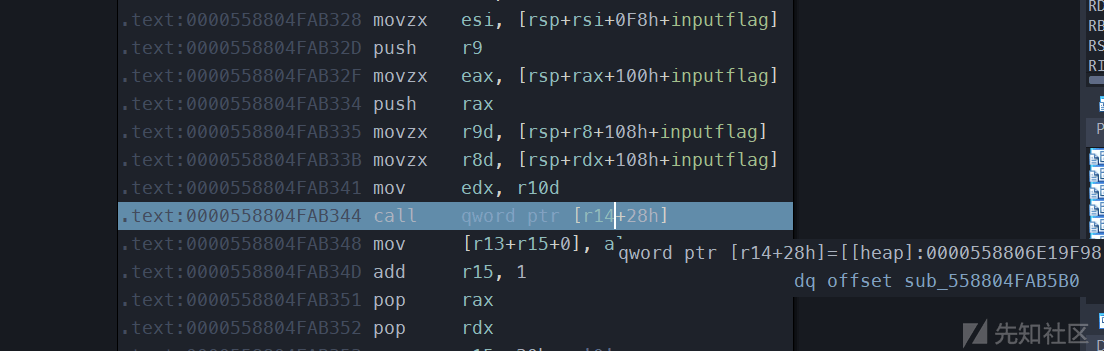 .text:0000558804FAB328 movzx esi, [rsp+rsi+0F8h+inputflag]
.text:0000558804FAB32D push r9
.text:0000558804FAB32F movzx eax, [rsp+rax+100h+inputflag]
.text:0000558804FAB334 push rax
.text:0000558804FAB335 movzx r9d, [rsp+r8+108h+inputflag]
.text:0000558804FAB33B movzx r8d, [rsp+rdx+108h+inputflag]
.text:0000558804FAB341 mov edx, r10d
.text:0000558804FAB344 call qword ptr [r14+28h]
.text:0000558804FAB348 mov [r13+r15+0], al
qword ptr [r14+28h]=[[heap]:0000558806E19F98
.text:0000558804FAB34D add r15, 1
dq offset sub_558804FAB5B0
.text:0000558804FAB351 pop rax
.text:0000558804FAB352 pop rdx
RB
RS
RI
P
先知社区